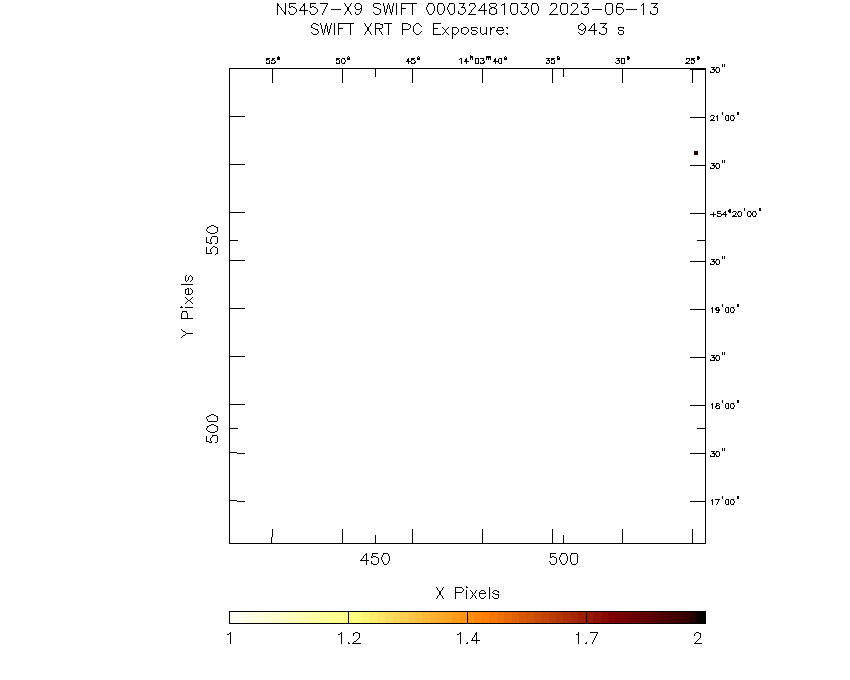 N5457-X9 SWIFT 00032481030 2023-06-13
SWIFT XRT PC Exposure: 943 s
55ˢ 50ˢ 45ˢ 14ʰ03ᵐ40ˢ 35ˢ 30ˢ 25ˢ
30"
21'00"
30"
+54°20'00"
550
30"
Y Pixels
19'00"
30"
18'00"
500
30"
17'00"
450 500
X Pixels
1 1.2 1.4 1.7 2